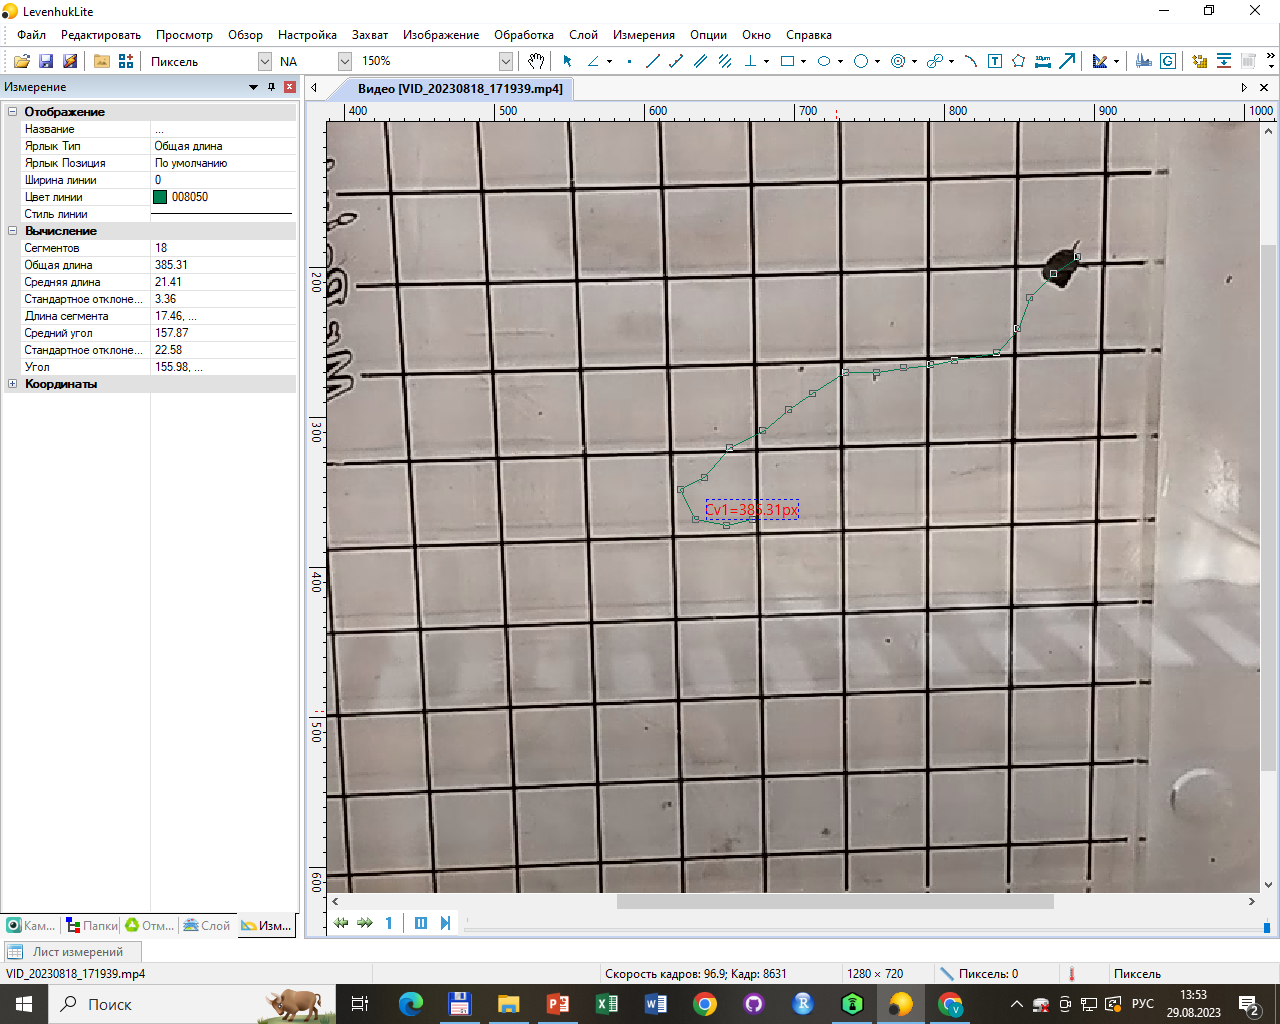 LevenhukLite
Файл Редактировать Просмотр Обзор Настройка Захват Изображение Обработка Слой Измерения Опции Окно Справка
Пиксель NA 150%
Измерение
Видео [VID_20230818_171939.mp4]
Отображение
Название ...
Ярлык Тип Общая длина
Ярлык Позиция По умолчанию
Ширина линии 0
Цвет линии 008050
Стиль линии
Вычисление
Сегментов 18
Общая длина 385.31
Средняя длина 21.41
Стандартное отклоне... 3.36
Длина сегмента 17.46, ...
Средний угол 157.87
Стандартное отклоне... 22.58
Угол 155.98, ...
Координаты
400 500 600 700 800 900 1000
200
300
400
500
600
Cv1=385.31px
1
Кам... Папки Отм... Слой Изм...
Лист измерений
VID_20230818_171939.mp4 Скорость кадров: 96.9; Кадр: 8631 1280 × 720 Пиксель: 0 Пиксель
Поиск
РУС 13:53
29.08.2023
2